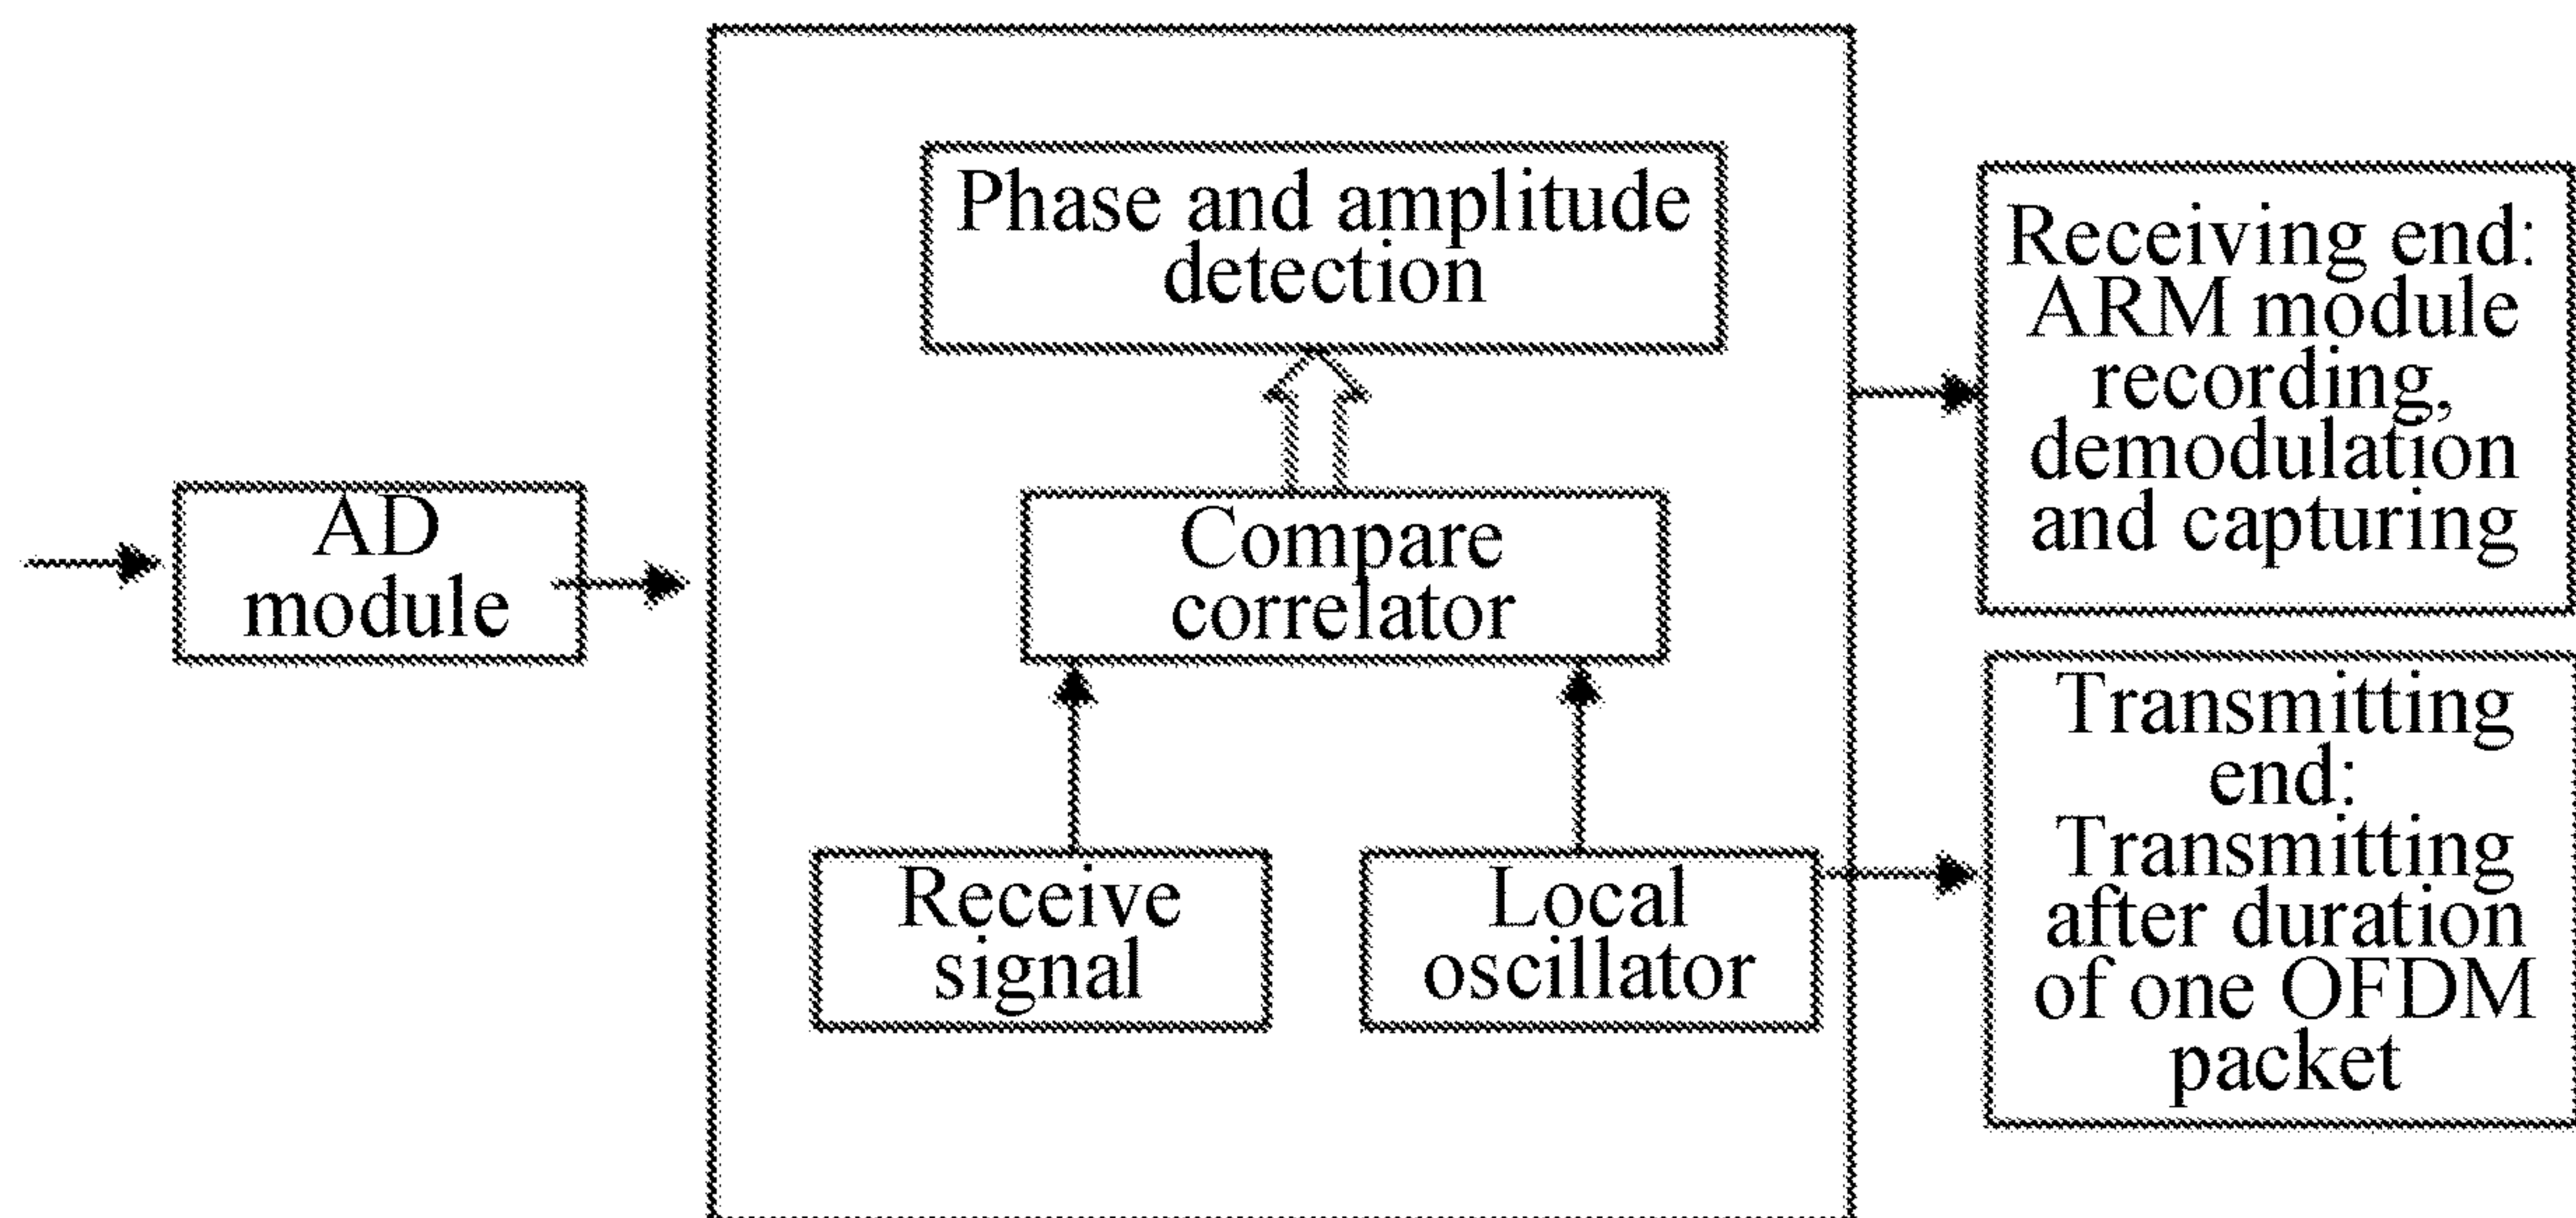 AD
module
Phase and amplitude
detection
Compare
correlator
Receive
signal
Local
oscillator
Receiving end:
ARM module
recording,
demodulation
and capturing
Transmitting
end:
Transmitting
after duration
of one OFDM
packet